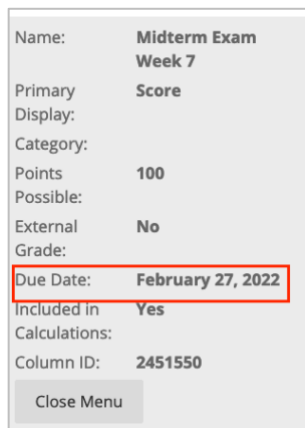 Name: Midterm Exam
Week 7
Primary Score
Display:
Category:
Points 100
Possible:
External No
Grade:
Due Date: February 27, 2022
Included in Yes
Calculations:
Column ID: 2451550
Close Menu